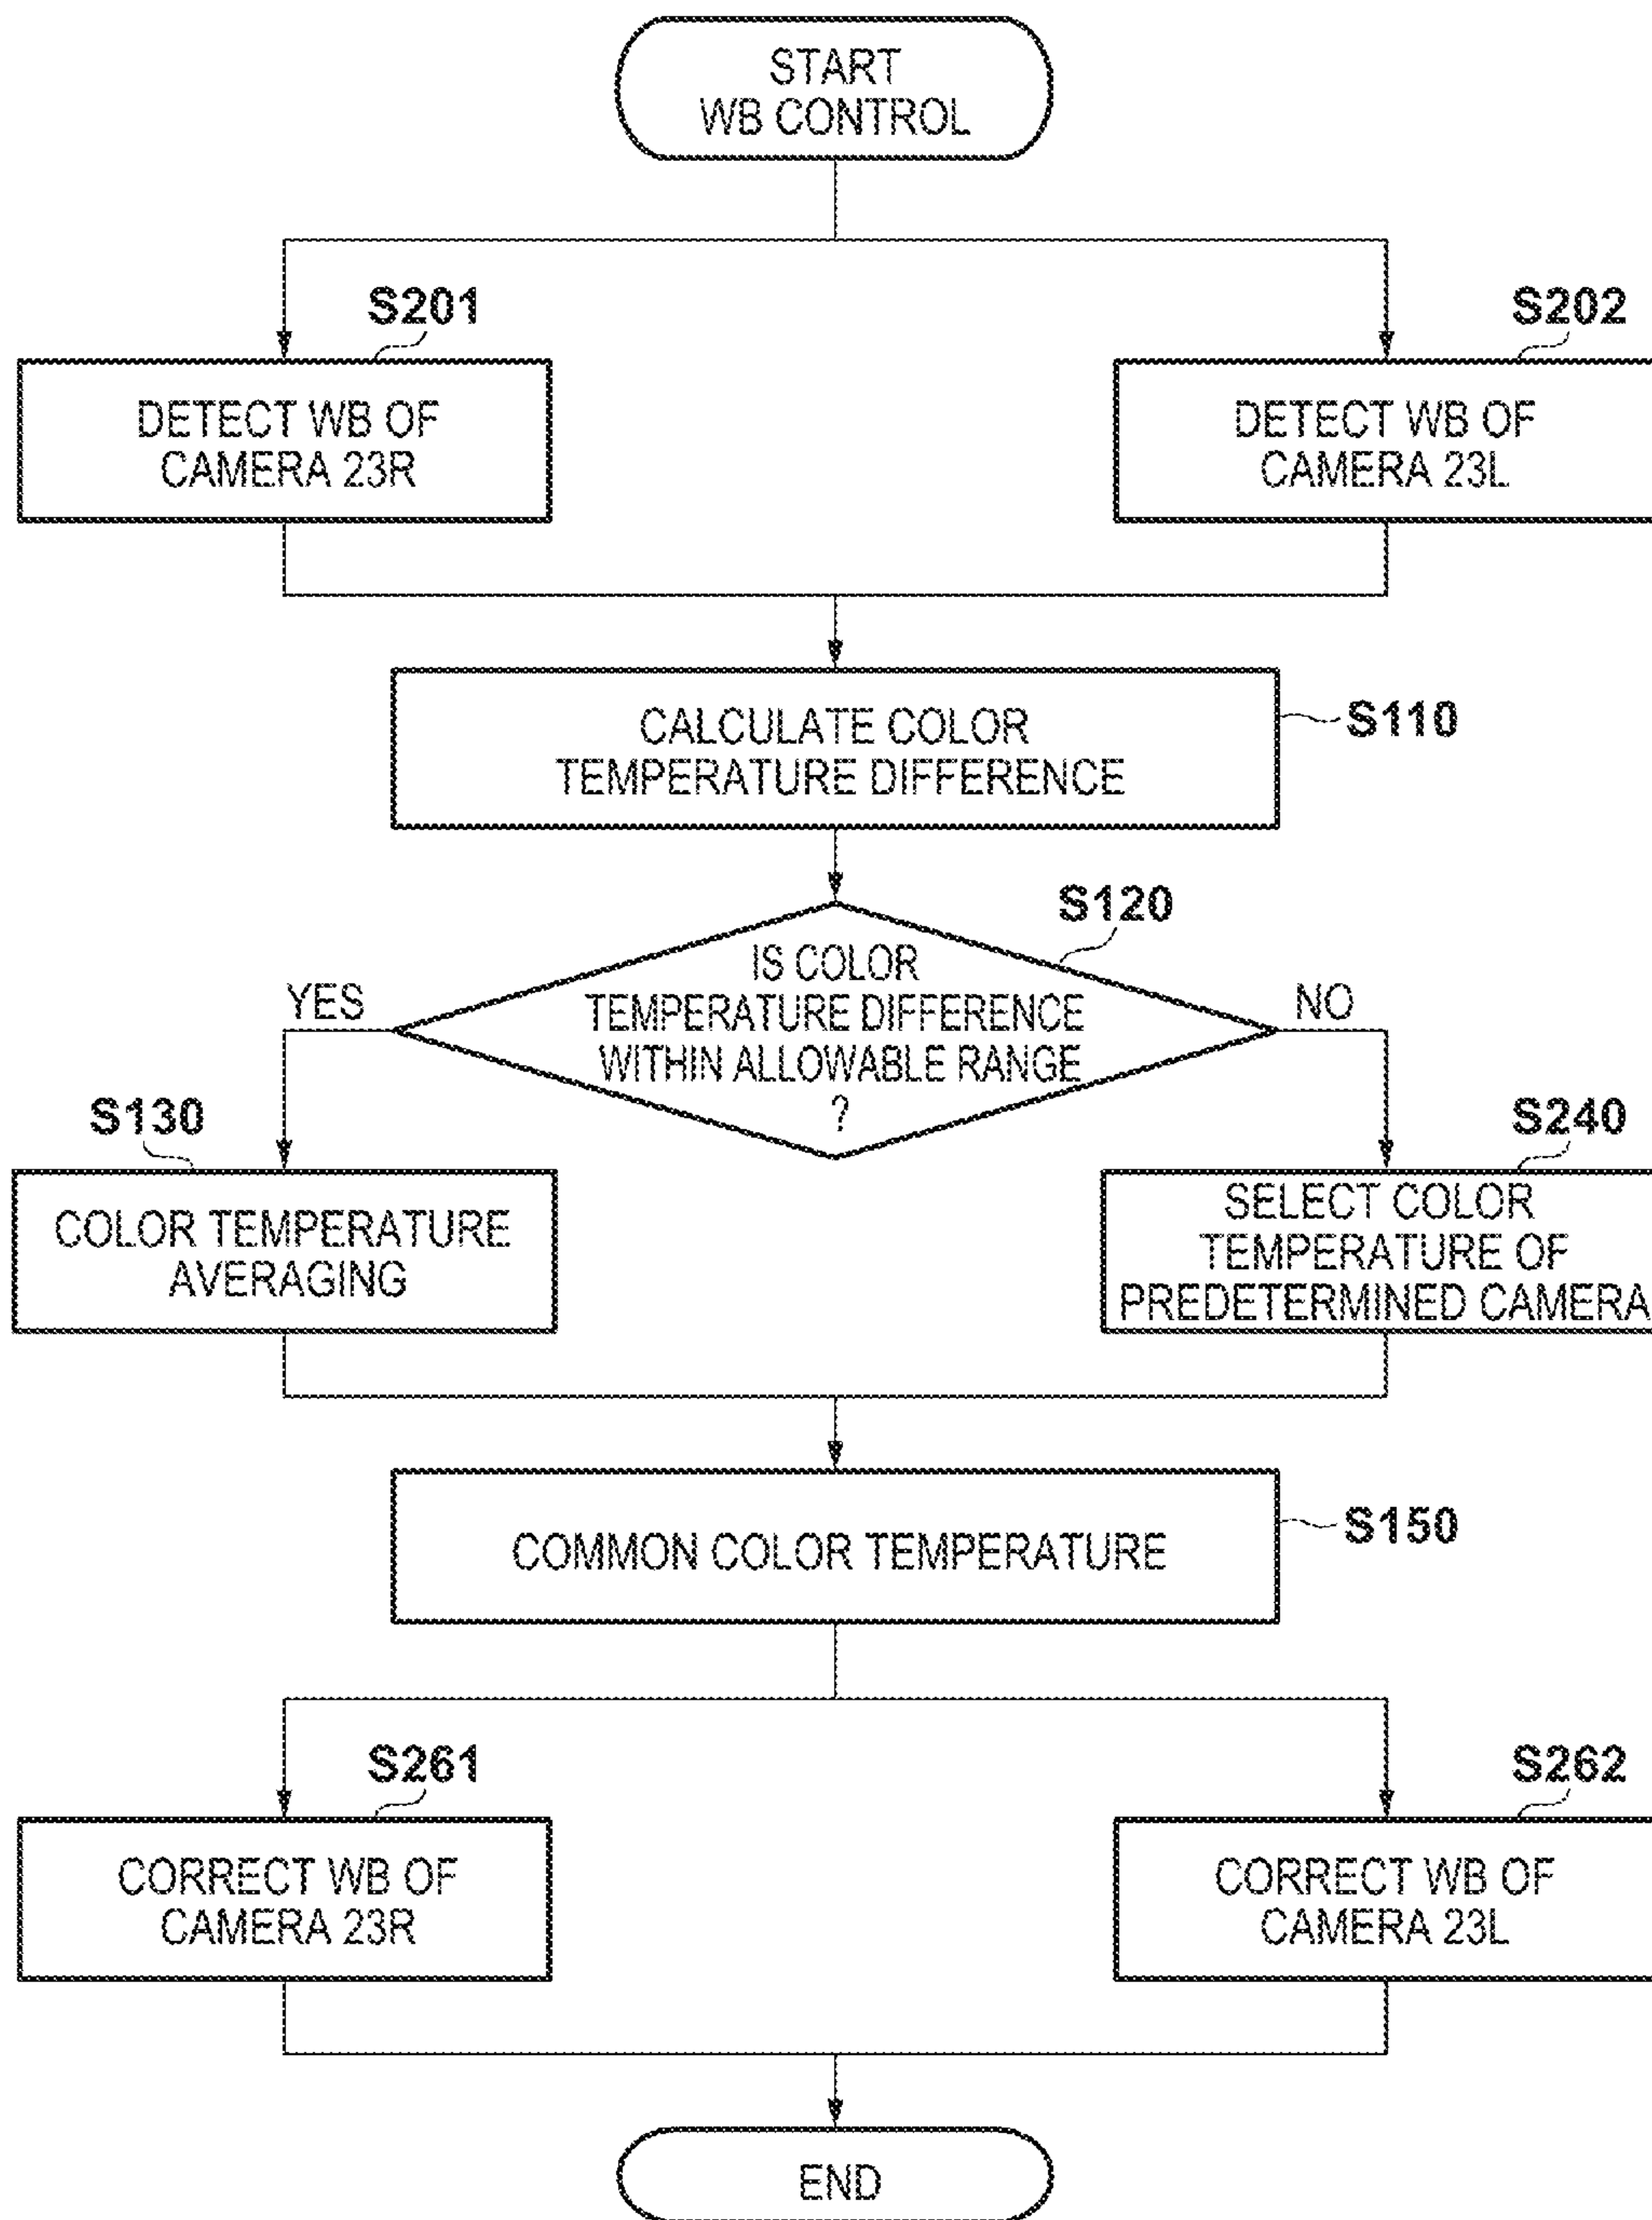 START
WB CONTROL
S201
S202
DETECT WB OF
CAMERA 23R
DETECT WB OF
CAMERA 23L
CALCULATE COLOR
TEMPERATURE DIFFERENCE
S110
S120
IS COLOR
TEMPERATURE DIFFERENCE
WITHIN ALLOWABLE RANGE
?
YES
NO
S130
S240
COLOR TEMPERATURE
AVERAGING
SELECT COLOR
TEMPERATURE OF
PREDETERMINED CAMERA
COMMON COLOR TEMPERATURE
S150
S261
S262
CORRECT WB OF
CAMERA 23R
CORRECT WB OF
CAMERA 23L
END